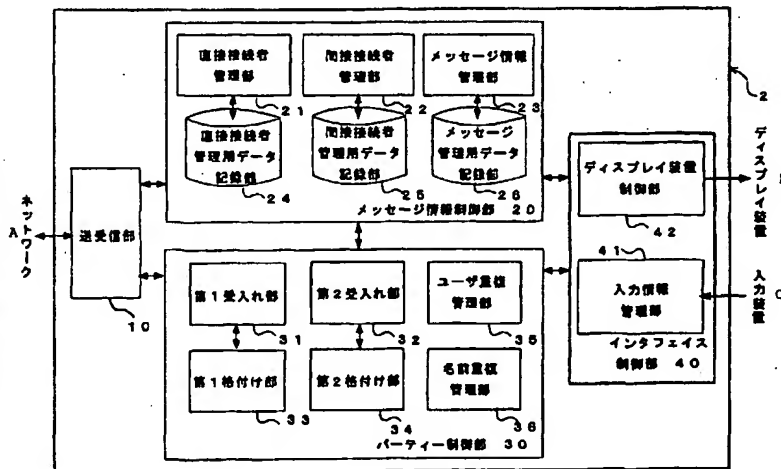 直接接続者
管理部
21
間接接続者
管理部
22
メッセージ情報
管理部
23
2
直接接続者
管理用データ
記録部
24
間接接続者
管理用データ
記録部
25
メッセージ
管理用データ
記録部
26
メッセージ情報制御部 20
ネットワーク
A
送受信部
10
ディスプレイ装置
制御部
42
ディスプレイ装置
41
入力情報
管理部
入力装置
C
インタフェイス
制御部 40
第1受入れ部
31
第2受入れ部
32
ユーザ重複
管理部
35
第1格付け部
33
第2格付け部
34
名前重複
管理部
36
パーティー制御部 30